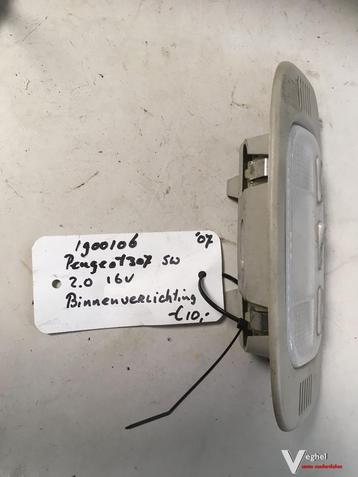 1900106 '07
Peugeot 307 SW
2.0 16V
Binnenverlichting
€10,-
Veghel